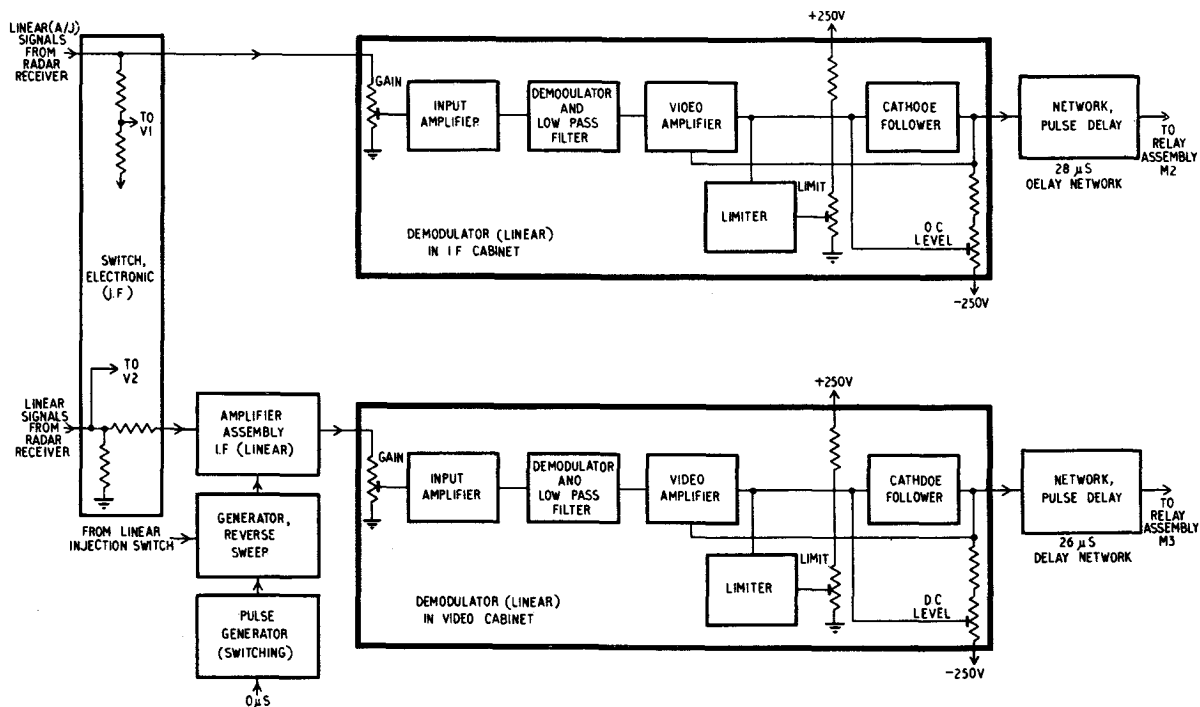 LINEAR(A/J)
SIGNALS
FROM
RADAR
RECEIVER
TO
V1
SWITCH,
ELECTRONIC
(I.F)
GAIN
INPUT
AMPLIFIER
DEMODULATOR
AND
LOW PASS
FILTER
VIDEO
AMPLIFIER
LIMITER
LIMIT
+250V
CATHODE
FOLLOWER
DC
LEVEL
-250V
DEMODULATOR (LINEAR)
IN I F CABINET
NETWORK,
PULSE DELAY
28 µS
DELAY NETWORK
TO
RELAY
ASSEMBLY
M2
TO
V2
LINEAR
SIGNALS
FROM
RADAR
RECEIVER
AMPLIFIER
ASSEMBLY
I.F (LINEAR)
FROM LINEAR
INJECTION SWITCH
GENERATOR,
REVERSE
SWEEP
PULSE
GENERATOR
(SWITCHING)
0µS
GAIN
INPUT
AMPLIFIER
DEMODULATOR
AND
LOW PASS
FILTER
VIDEO
AMPLIFIER
LIMITER
LIMIT
+250V
CATHDOE
FOLLOWER
DC
LEVEL
-250V
DEMODULATOR (LINEAR)
IN VIDEO CABINET
NETWORK,
PULSE DELAY
26 µS
DELAY NETWORK
TO
RELAY
ASSEMBLY
M3